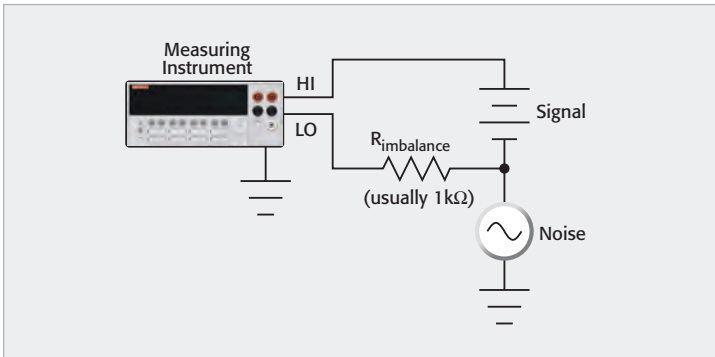 Measuring
Instrument
HI
LO
Signal
Rimbalance
(usually 1kΩ)
Noise